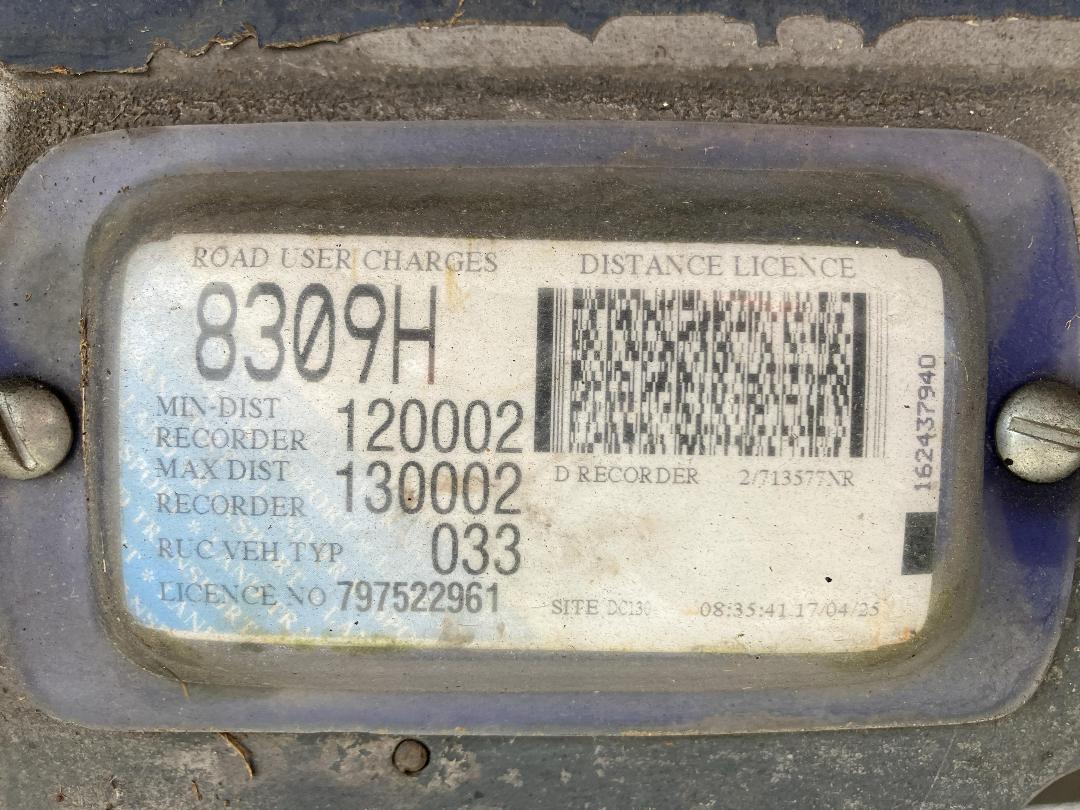 ROAD USER CHARGES
DISTANCE LICENCE
8309H
MIN-DIST
RECORDER 120002
MAX DIST
RECORDER 130002
RUC VEH TYP 033
LICENCE NO 797522961
D RECORDER 2/713577NR
SITE DC130 08:35:41 17/04/25
162437940